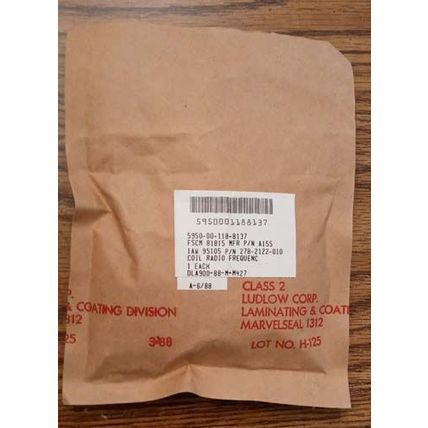 5950001188137
5950-00-118-8137
FSCM 81815 MFR P/N A155
IAW 95105 P/N 278-2122-010
COIL RADIO FREQUENC
1 EACH
DLA900-88-M-M427
A-6/88
CLASS 2
LUDLOW CORP.
LAMINATING & COATI
MARVELSEAL 1312
LOT NO. H-125
& COATING DIVISION
1312
125
3-88